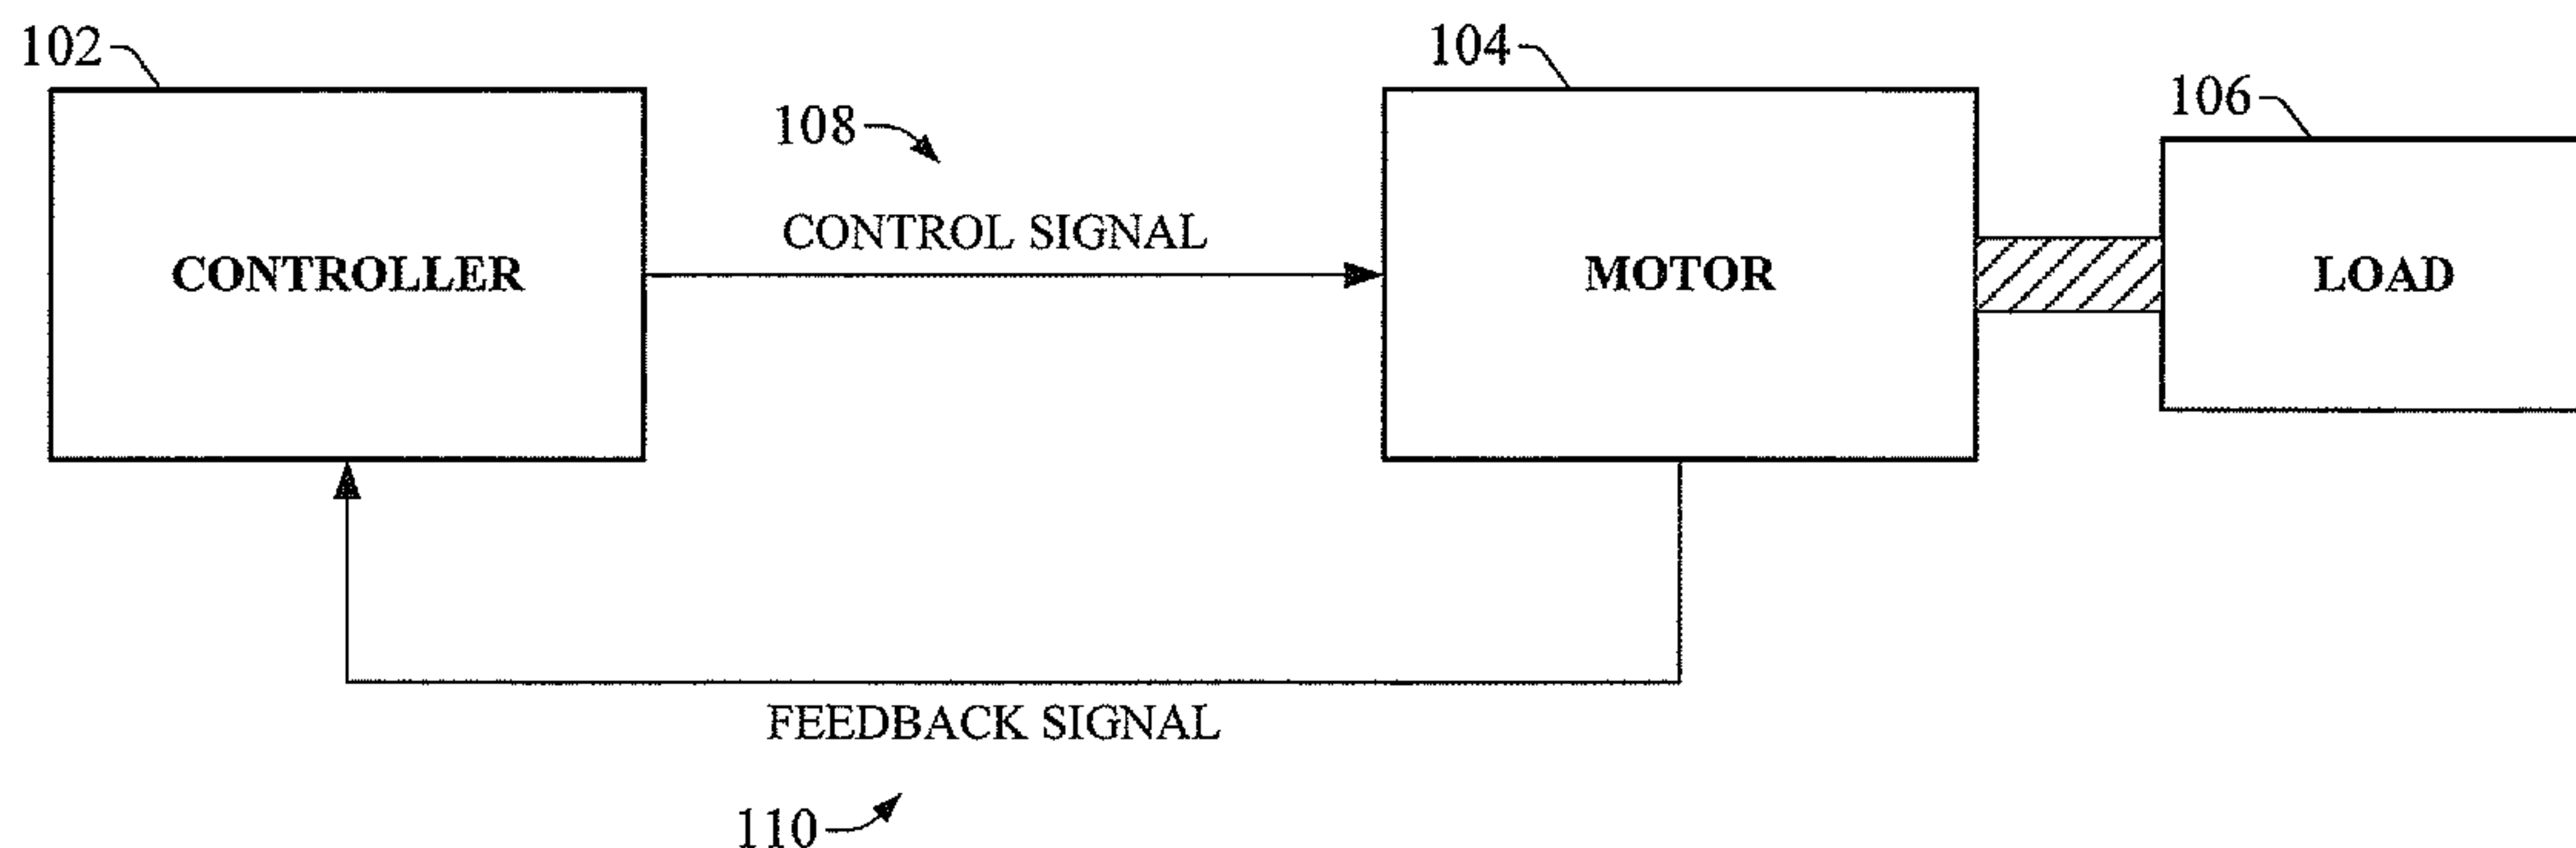 102
104
106
108
CONTROL SIGNAL
CONTROLLER
MOTOR
LOAD
FEEDBACK SIGNAL
110